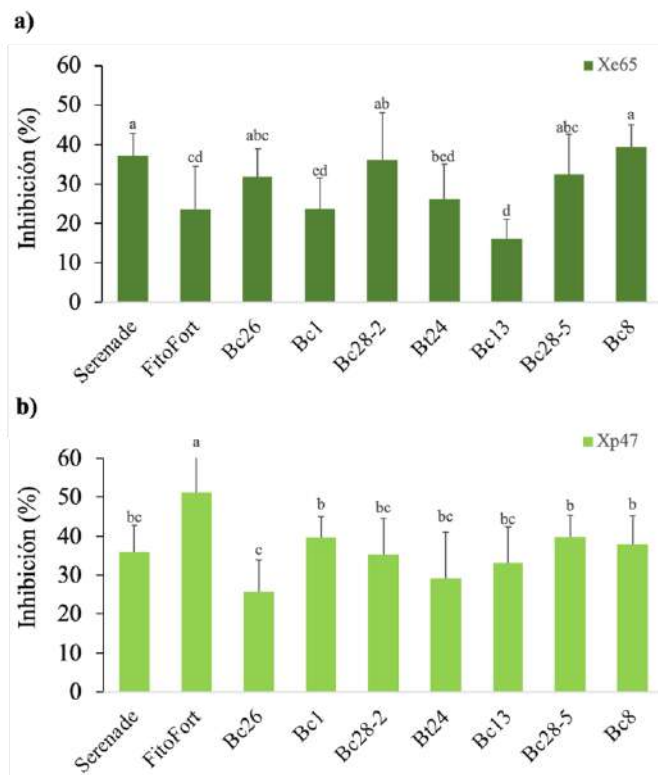 a)
Xe65
Inhibición (%)
60
50
40
30
20
10
0
a
cd
abc
ed
ab
bed
d
abc
a
Serenade
FitoFort
Bc26
Bc1
Bc28-2
Bt24
Bc13
Bc28-5
Bc8
b)
Xp47
Inhibición (%)
60
50
40
30
20
10
0
bc
a
c
b
bc
bc
bc
b
b
Serenade
FitoFort
Bc26
Bc1
Bc28-2
Bt24
Bc13
Bc28-5
Bc8